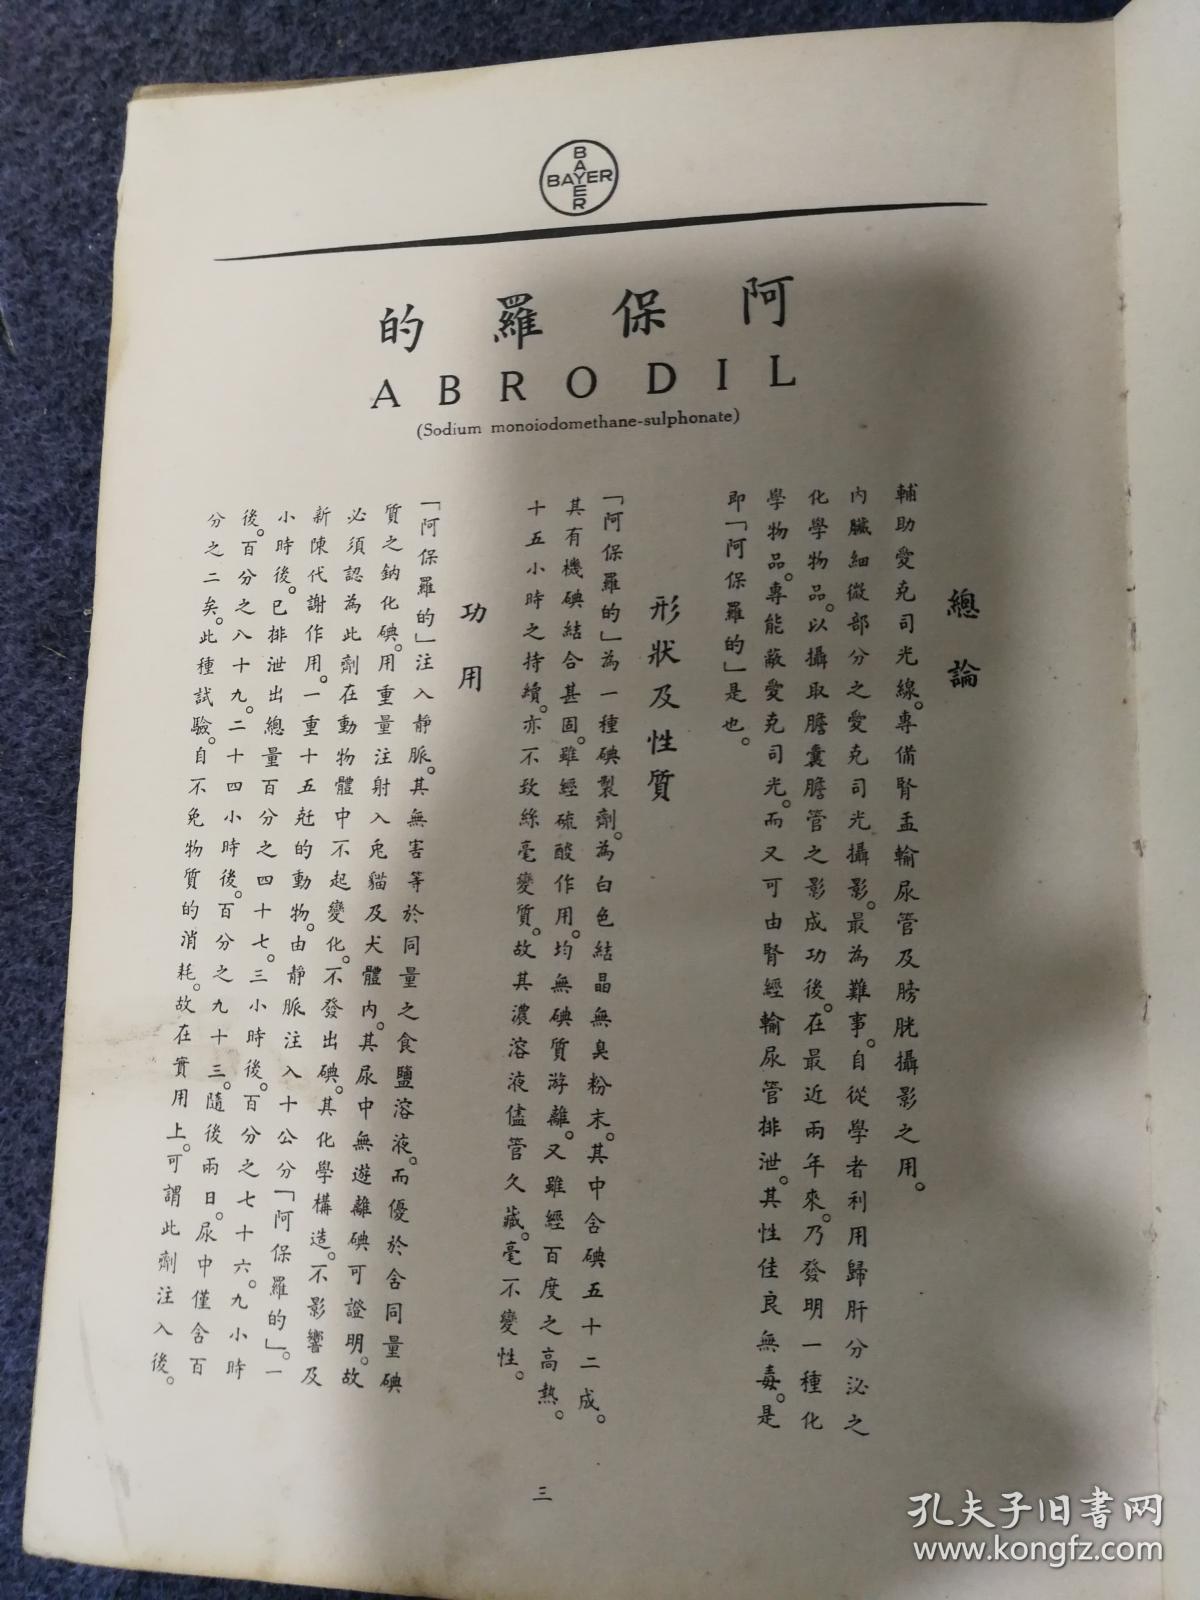 BAYER
BAYER
阿保羅的
ABRODIL
(Sodium monoiodomethane-sulphonate)
總論
輔助愛克司光線。專備腎盂輸尿管及膀胱攝影之用。
內臟細微部分之愛克司光攝影。最為難事。自從學者利用歸肝分泌之
化學物品。以攝取膽囊膽管之影成功後。在最近兩年來。乃發明一種化
學物品。專能蔽愛克司光。而又可由腎經輸尿管排泄。其性佳良無毒。是
即「阿保羅的」是也。
形狀及性質
「阿保羅的」為一種碘製劑。為白色結晶無臭粉末。其中含碘五十二成。
其有機碘結合甚固。雖經硫酸作用。均無碘質游離。又雖經百度之高熱。
十五小時之持續。亦不致絲毫變質。故其濃溶液儘管久藏。毫不變性。
功用
「阿保羅的」注入靜脈。其無害等於同量之食鹽溶液。而優於含同量碘
質之鈉化碘。用重量注射入兔貓及犬體內。其尿中無遊離碘可證明。故
必須認為此劑在動物體中不起變化。不發出碘。其化學構造。不影響及
新陳代謝作用。一重十五兛的動物。由靜脈注入十公分「阿保羅的」。一
小時後。已排泄出總量百分之四十七。三小時後。百分之七十六。九小時
後。百分之八十九。二十四小時後。百分之九十三。隨後兩日。尿中僅含百
分之二矣。此種試驗。自不免物質的消耗。故在實用上。可謂此劑注入後。
三
孔夫子旧书网
www.kongfz.com